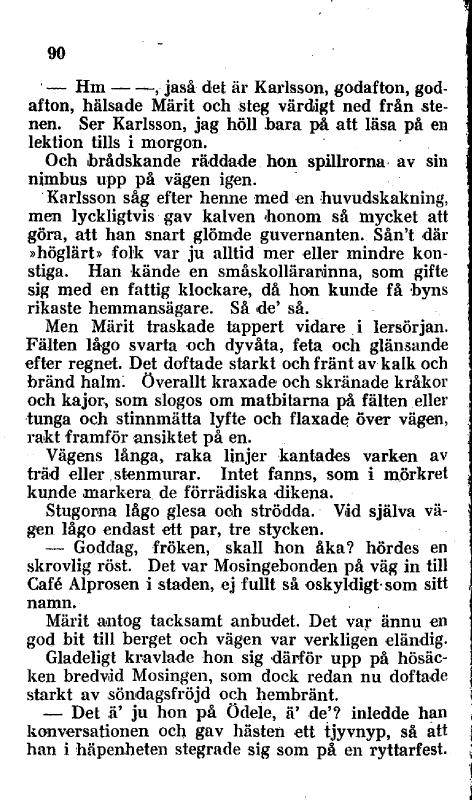 90
— Hm — —, jaså det är Karlsson, godafton, god-
afton, hälsade Märit och steg värdigt ned från ste-
nen. Ser Karlsson, jag höll bara på att läsa på en
lektion tills i morgon.
Och brådskande räddade hon spillrorna av sin
nimbus upp på vägen igen.
Karlsson såg efter henne med en huvudskakning,
men lyckligtvis gav kalven honom så mycket att
göra, att han snart glömde guvernanten. Sån't där
»höglärt» folk var ju alltid mer eller mindre kon-
stiga. Han kände en småskollärarinna, som gifte
sig med en fattig klockare, då hon kunde få byns
rikaste hemmansägare. Så de' så.
Men Märit traskade tappert vidare i lersörjan.
Fälten lågo svarta och dyvåta, feta och glänsande
efter regnet. Det doftade starkt och fränt av kalk och
bränd halm. Överallt kraxade och skränade kråkor
och kajor, som slogos om matbitarna på fälten eller
tunga och stinnmätta lyfte och flaxade över vägen,
rakt framför ansiktet på en.
Vägens långa, raka linjer kantades varken av
träd eller stenmurar. Intet fanns, som i mörkret
kunde markera de förrädiska dikena.
Stugorna lågo glesa och strödda. Vid själva vä-
gen lågo endast ett par, tre stycken.
— Goddag, fröken, skall hon åka? hördes en
skrovlig röst. Det var Mosingebonden på väg in till
Café Alprosen i staden, ej fullt så oskyldigt som sitt
namn.
Märit antog tacksamt anbudet. Det var ännu en
god bit till berget och vägen var verkligen eländig.
Gladeligt kravlade hon sig därför upp på hösäc-
ken bredvid Mosingen, som dock redan nu doftade
starkt av söndagsfröjd och hembränt.
— Det ä' ju hon på Ödele, ä' de'? inledde han
konversationen och gav hästen ett tjyvnyp, så att
han i häpenheten stegrade sig som på en ryttarfest.